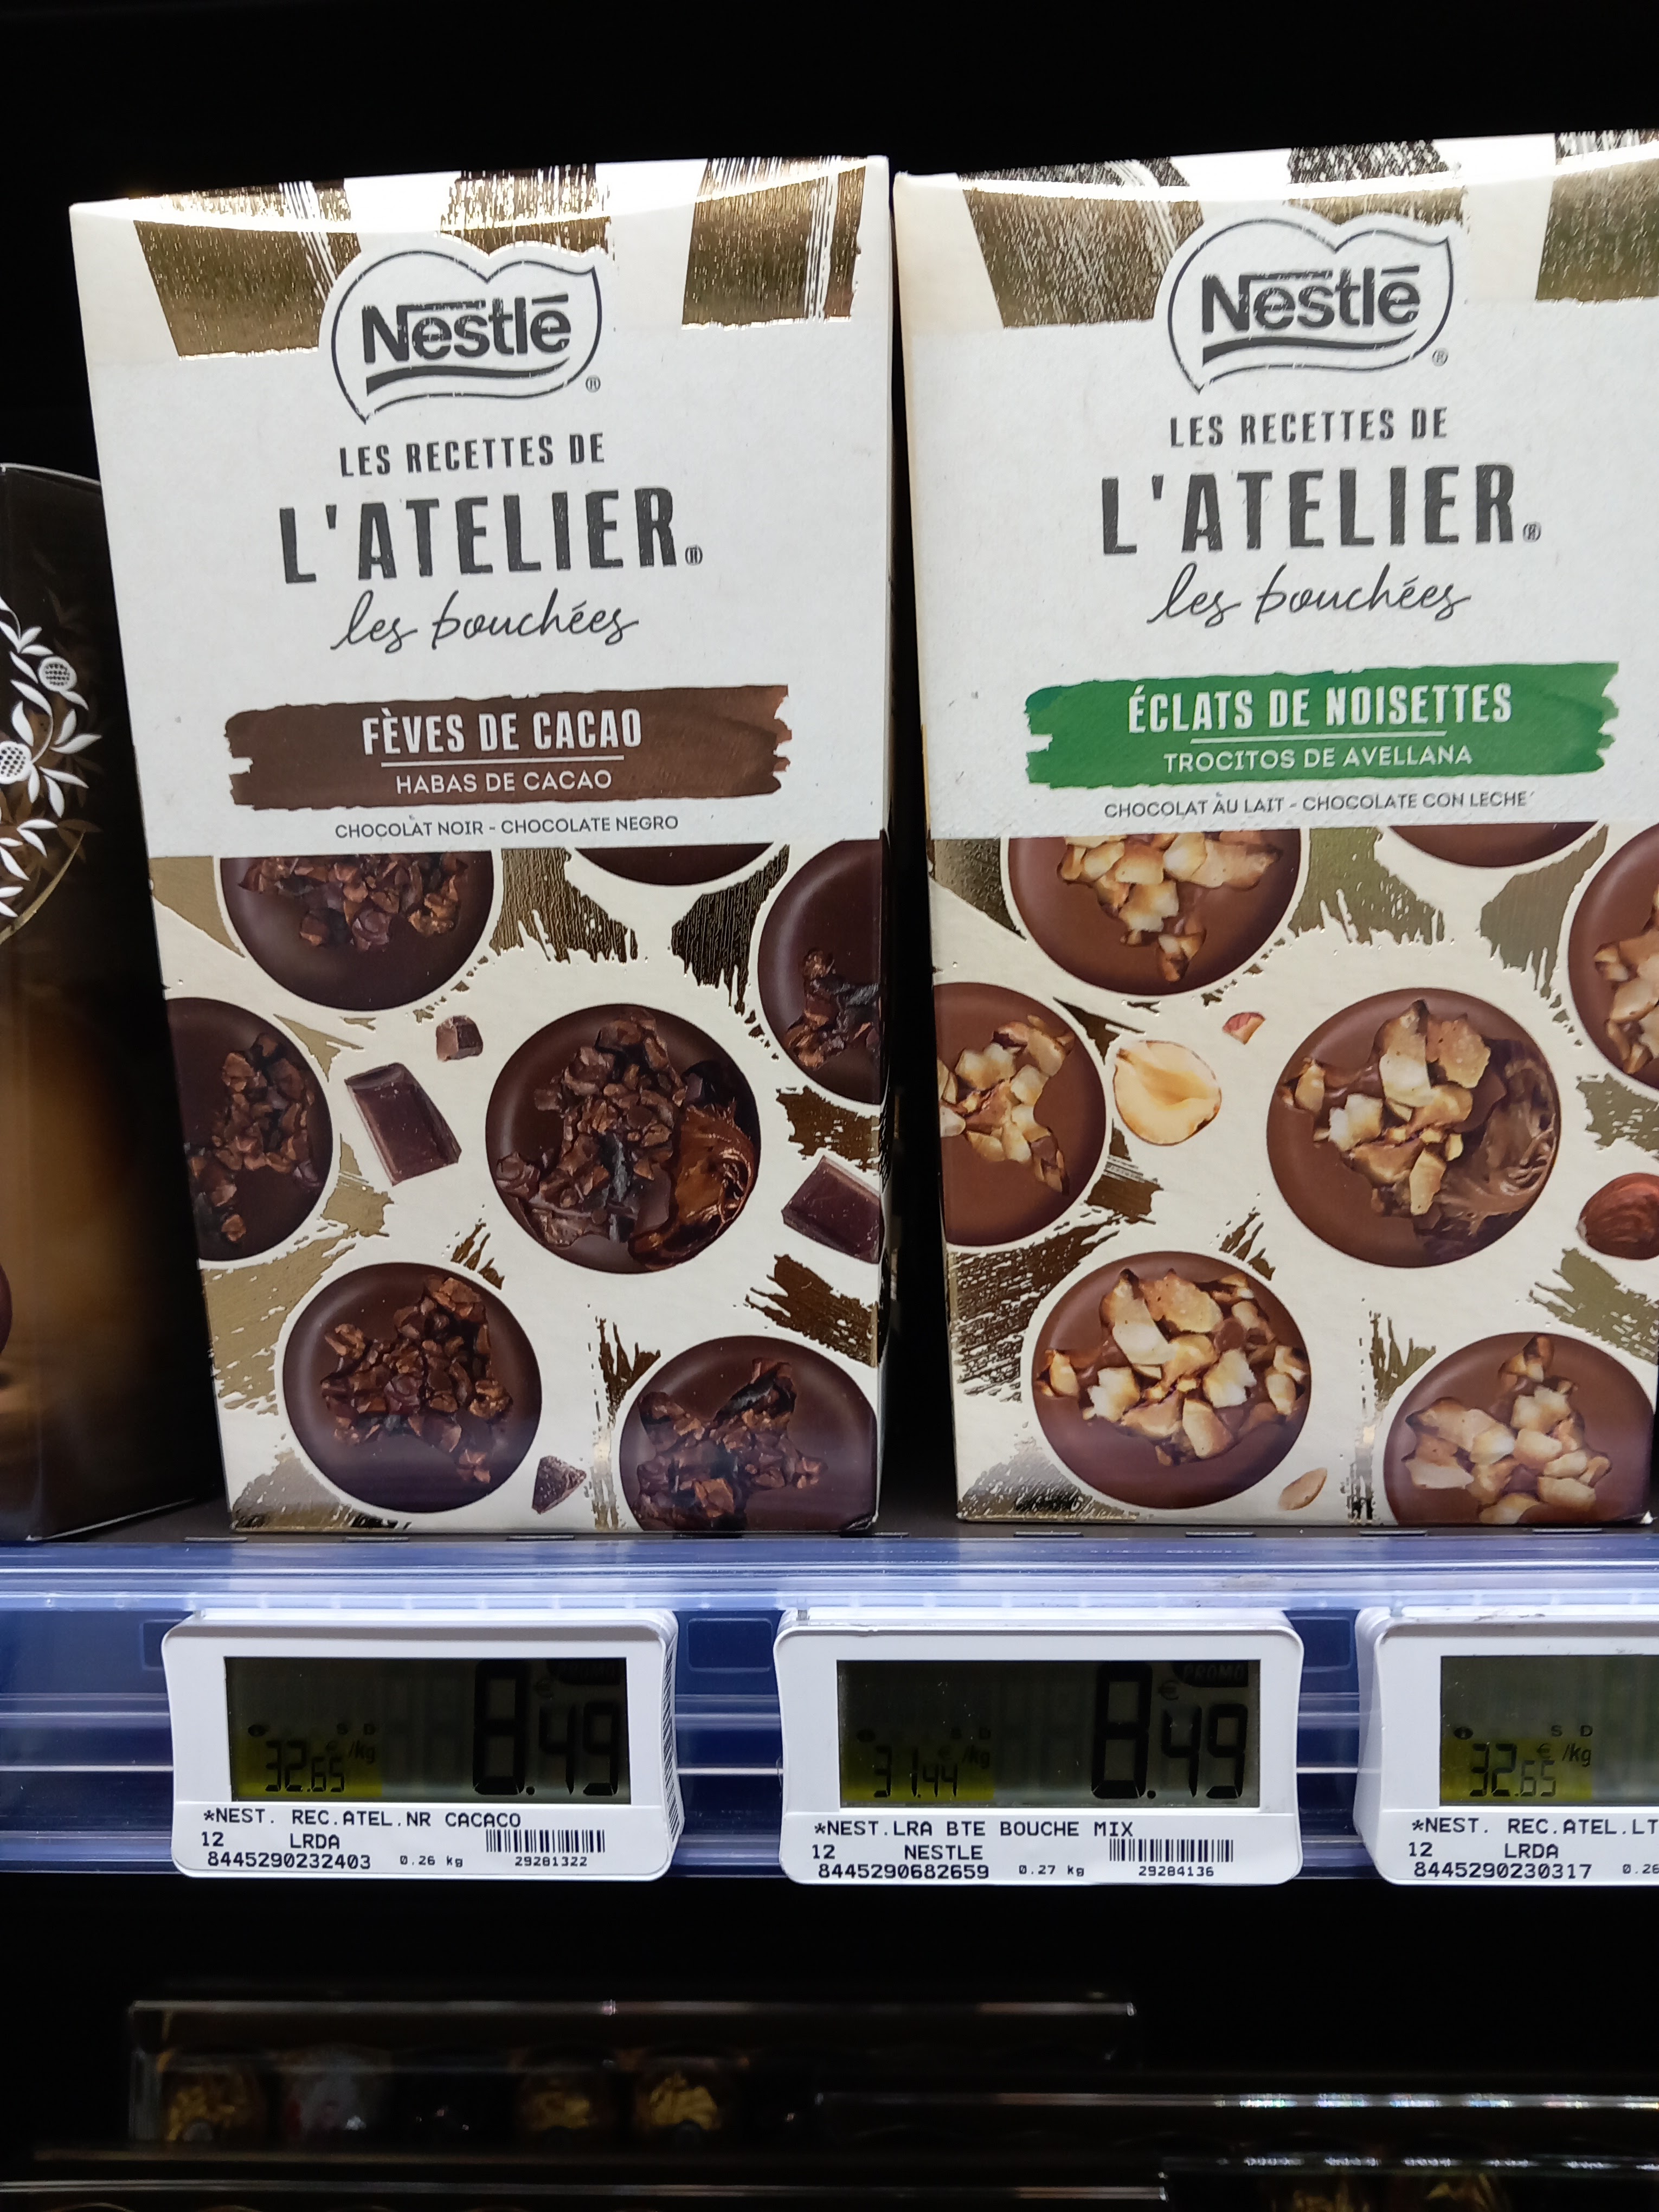 Nestlé®
LES RECETTES DE
L'ATELIER®
les bouchées
FÈVES DE CACAO
HABAS DE CACAO
CHOCOLAT NOIR - CHOCOLATE NEGRO
Nestlé®
LES RECETTES DE
L'ATELIER®
les bouchées
ÉCLATS DE NOISETTES
TROCITOS DE AVELLANA
CHOCOLAT AU LAIT - CHOCOLATE CON LECHE
8.49 €
S D
32.65 € /kg
*NEST. REC.ATEL.NR CACACO
12 LRDA
8445290232403 0.26 kg 29281322
PROMO
8.49 €
S D
31.44 € /kg
*NEST.LRA BTE BOUCHE MIX
12 NESTLE
8445290682659 0.27 kg 29284136
S D
32.65 € /kg
*NEST. REC.ATEL.LT
12 LRDA
8445290230317 0.26